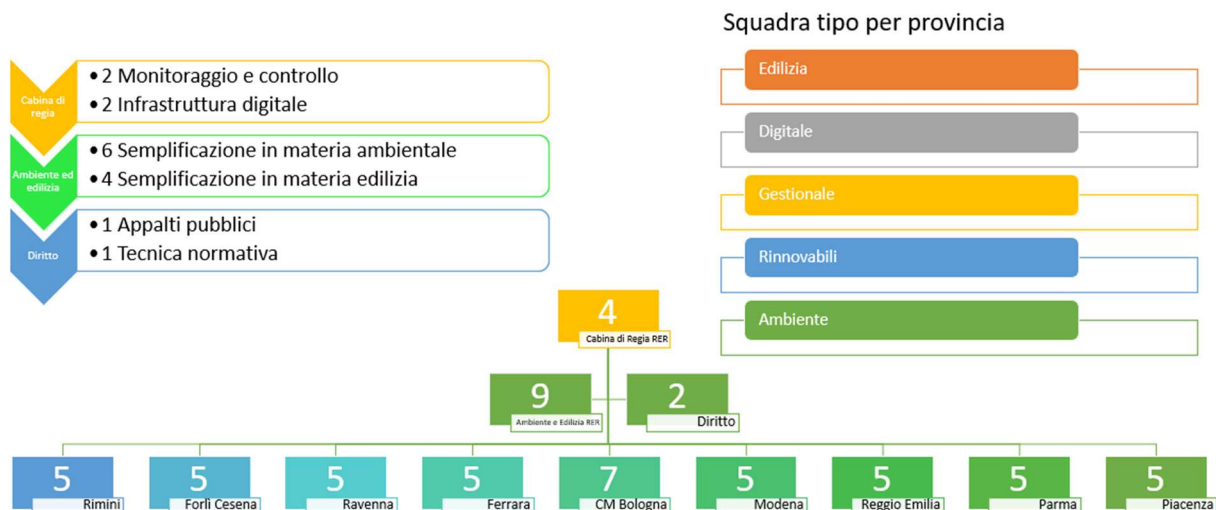 Squadra tipo per provincia
Cabina di
regia
• 2 Monitoraggio e controllo
• 2 Infrastruttura digitale
Ambiente ed
edilizia
• 6 Semplificazione in materia ambientale
• 4 Semplificazione in materia edilizia
Diritto
• 1 Appalti pubblici
• 1 Tecnica normativa
Edilizia
Digitale
Gestionale
Rinnovabili
Ambiente
4
Cabina di Regia RER
9
Ambiente e Edilizia RER
2
Diritto
5
Rimini
5
Forlì Cesena
5
Ravenna
5
Ferrara
7
CM Bologna
5
Modena
5
Reggio Emilia
5
Parma
5
Piacenza